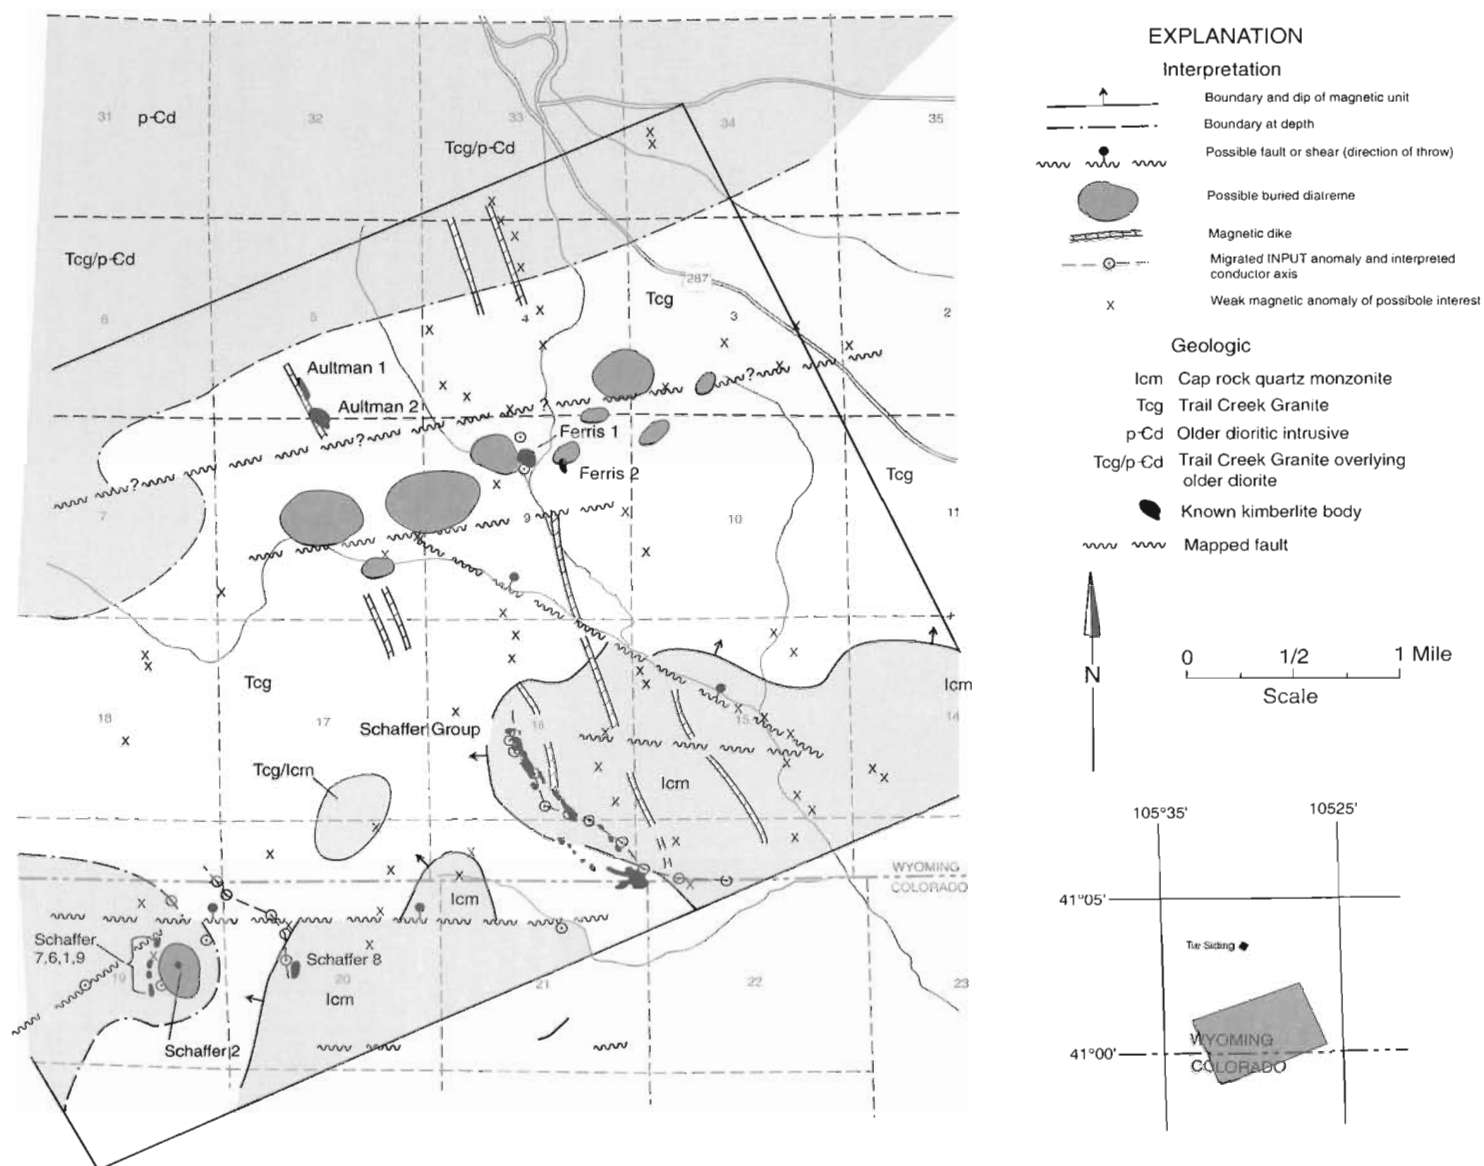 31
p-Cd
32
33
34
35
Tcg/p-Cd
Tcg/p-Cd
287
Tcg
6
5
4
3
2
Aultman 1
Aultman 2
?
?
?
?
Ferris 1
Ferris 2
Tcg
7
9
10
11
Tcg
18
17
16
15
14
Icm
Schaffer Group
Tcg/Icm
Icm
WYOMING
COLORADO
Icm
Schaffer
7,6,1,9
19
Schaffer 8
20
21
22
23
Icm
Schaffer 2
EXPLANATION
Interpretation
Boundary and dip of magnetic unit
Boundary at depth
Possible fault or shear (direction of throw)
Possible buried diatreme
Magnetic dike
Migrated INPUT anomaly and interpreted
conductor axis
x Weak magnetic anomaly of possibole interest
Geologic
Icm Cap rock quartz monzonite
Tcg Trail Creek Granite
p-Cd Older dioritic intrusive
Tcg/p-Cd Trail Creek Granite overlying
older diorite
Known kimberlite body
Mapped fault
N
0 1/2 1 Mile
Scale
105°35' 10525'
41°05'
Tie Siding
41°00'
WYOMING
COLORADO